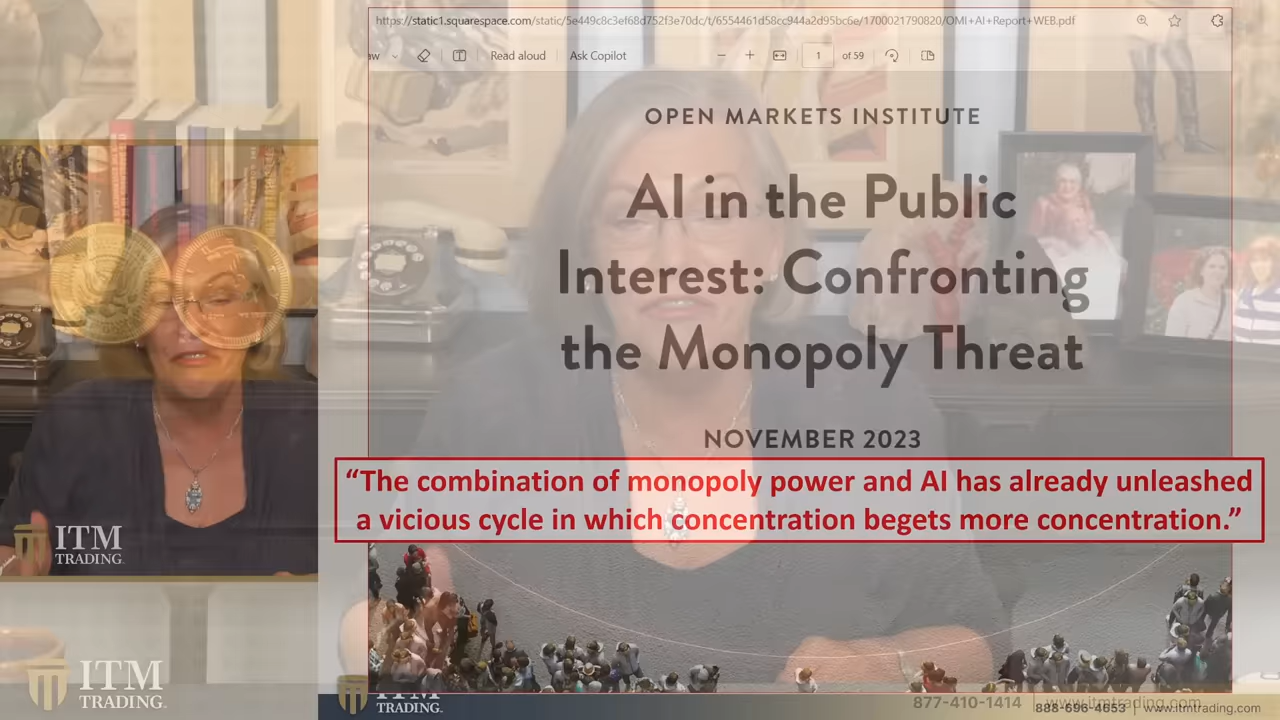 https://static1.squarespace.com/static/5e449c8c3ef68d752f3e70dc/t/6554461d58cc944a2d95bc6e/1700021790820/OMI+AI+Report+WEB.pdf
Read aloud
Ask Copilot
1
of 59
OPEN MARKETS INSTITUTE
AI in the Public
Interest: Confronting
the Monopoly Threat
NOVEMBER 2023
“The combination of monopoly power and AI has already unleashed
a vicious cycle in which concentration begets more concentration.”
ITM
TRADING.
ITM
TRADING.
ITM
TRADING.
877-410-1414 | www.itmtrading.com
888-696-4653 | www.itmtrading.com